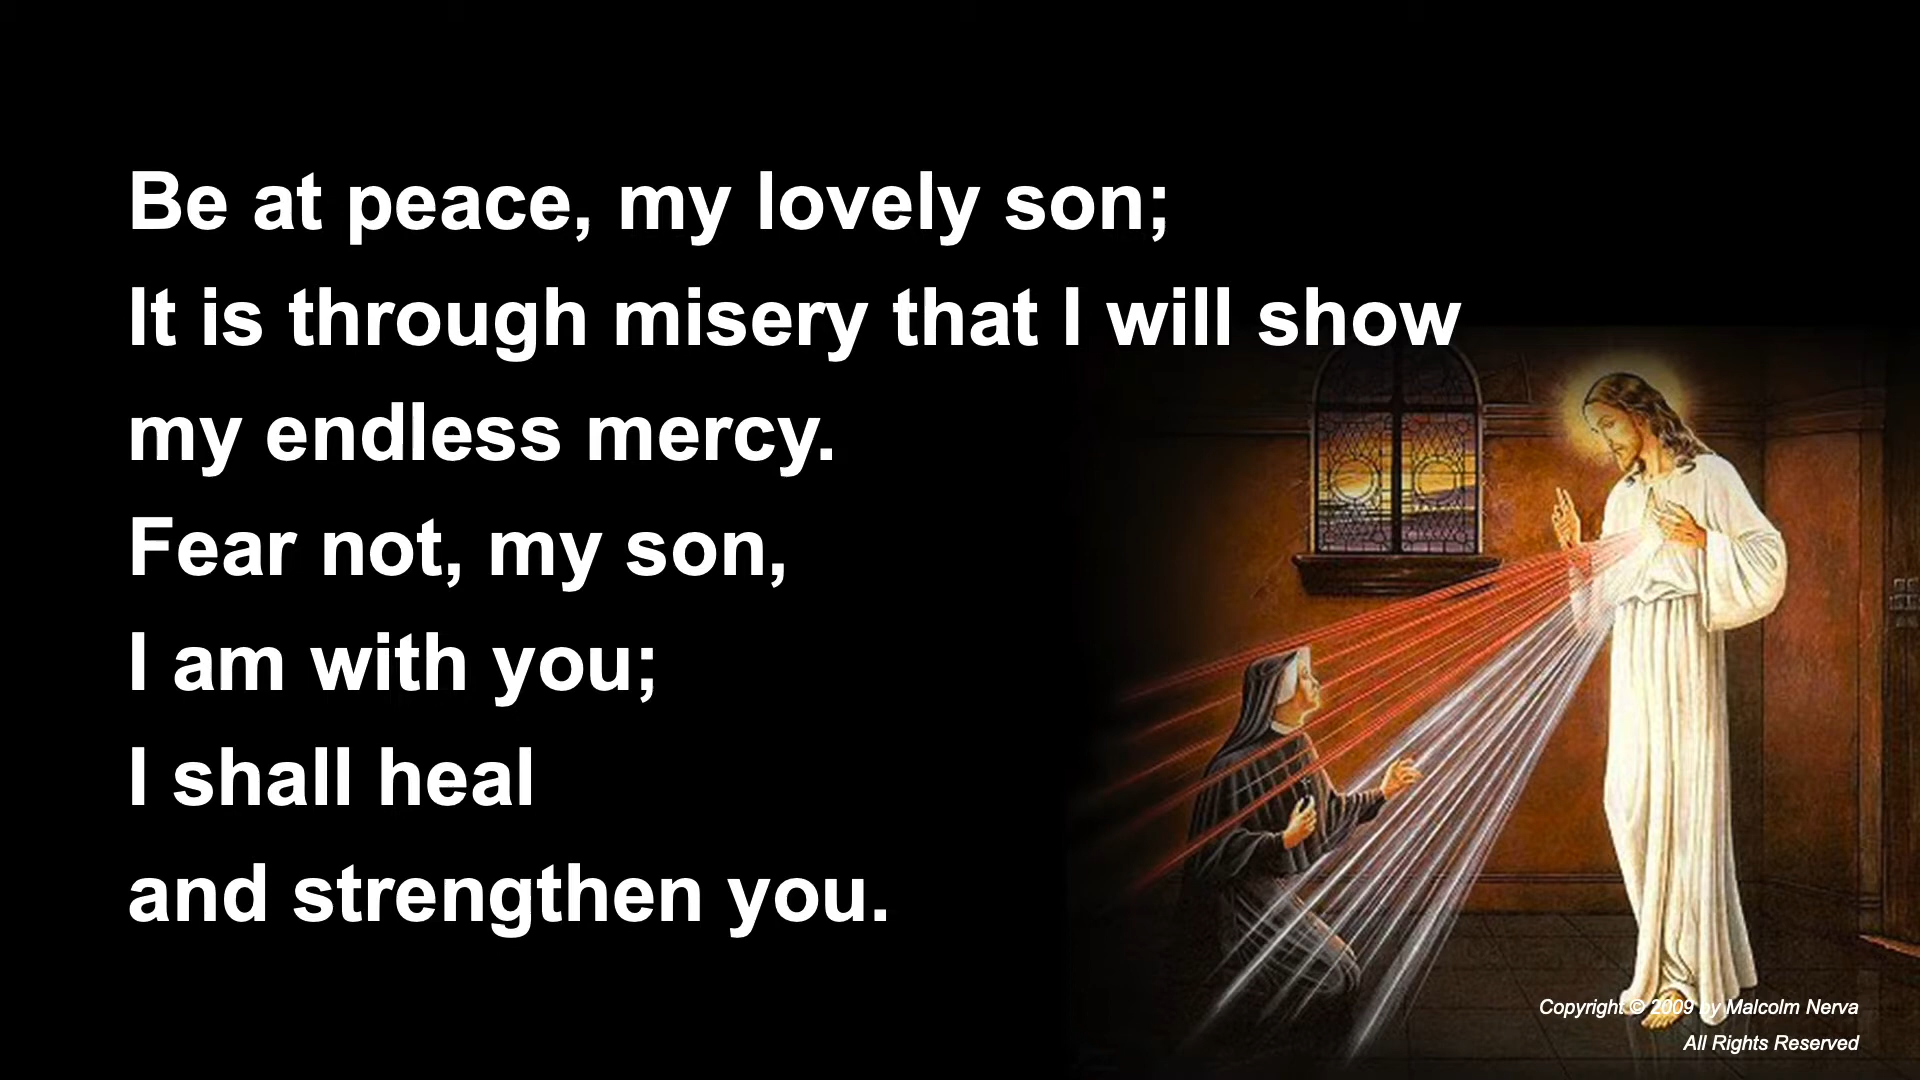 Be at peace, my lovely son;
It is through misery that I will show
my endless mercy.
Fear not, my son,
I am with you;
I shall heal
and strengthen you.
Copyright © 2009 by Malcolm Nerva
All Rights Reserved